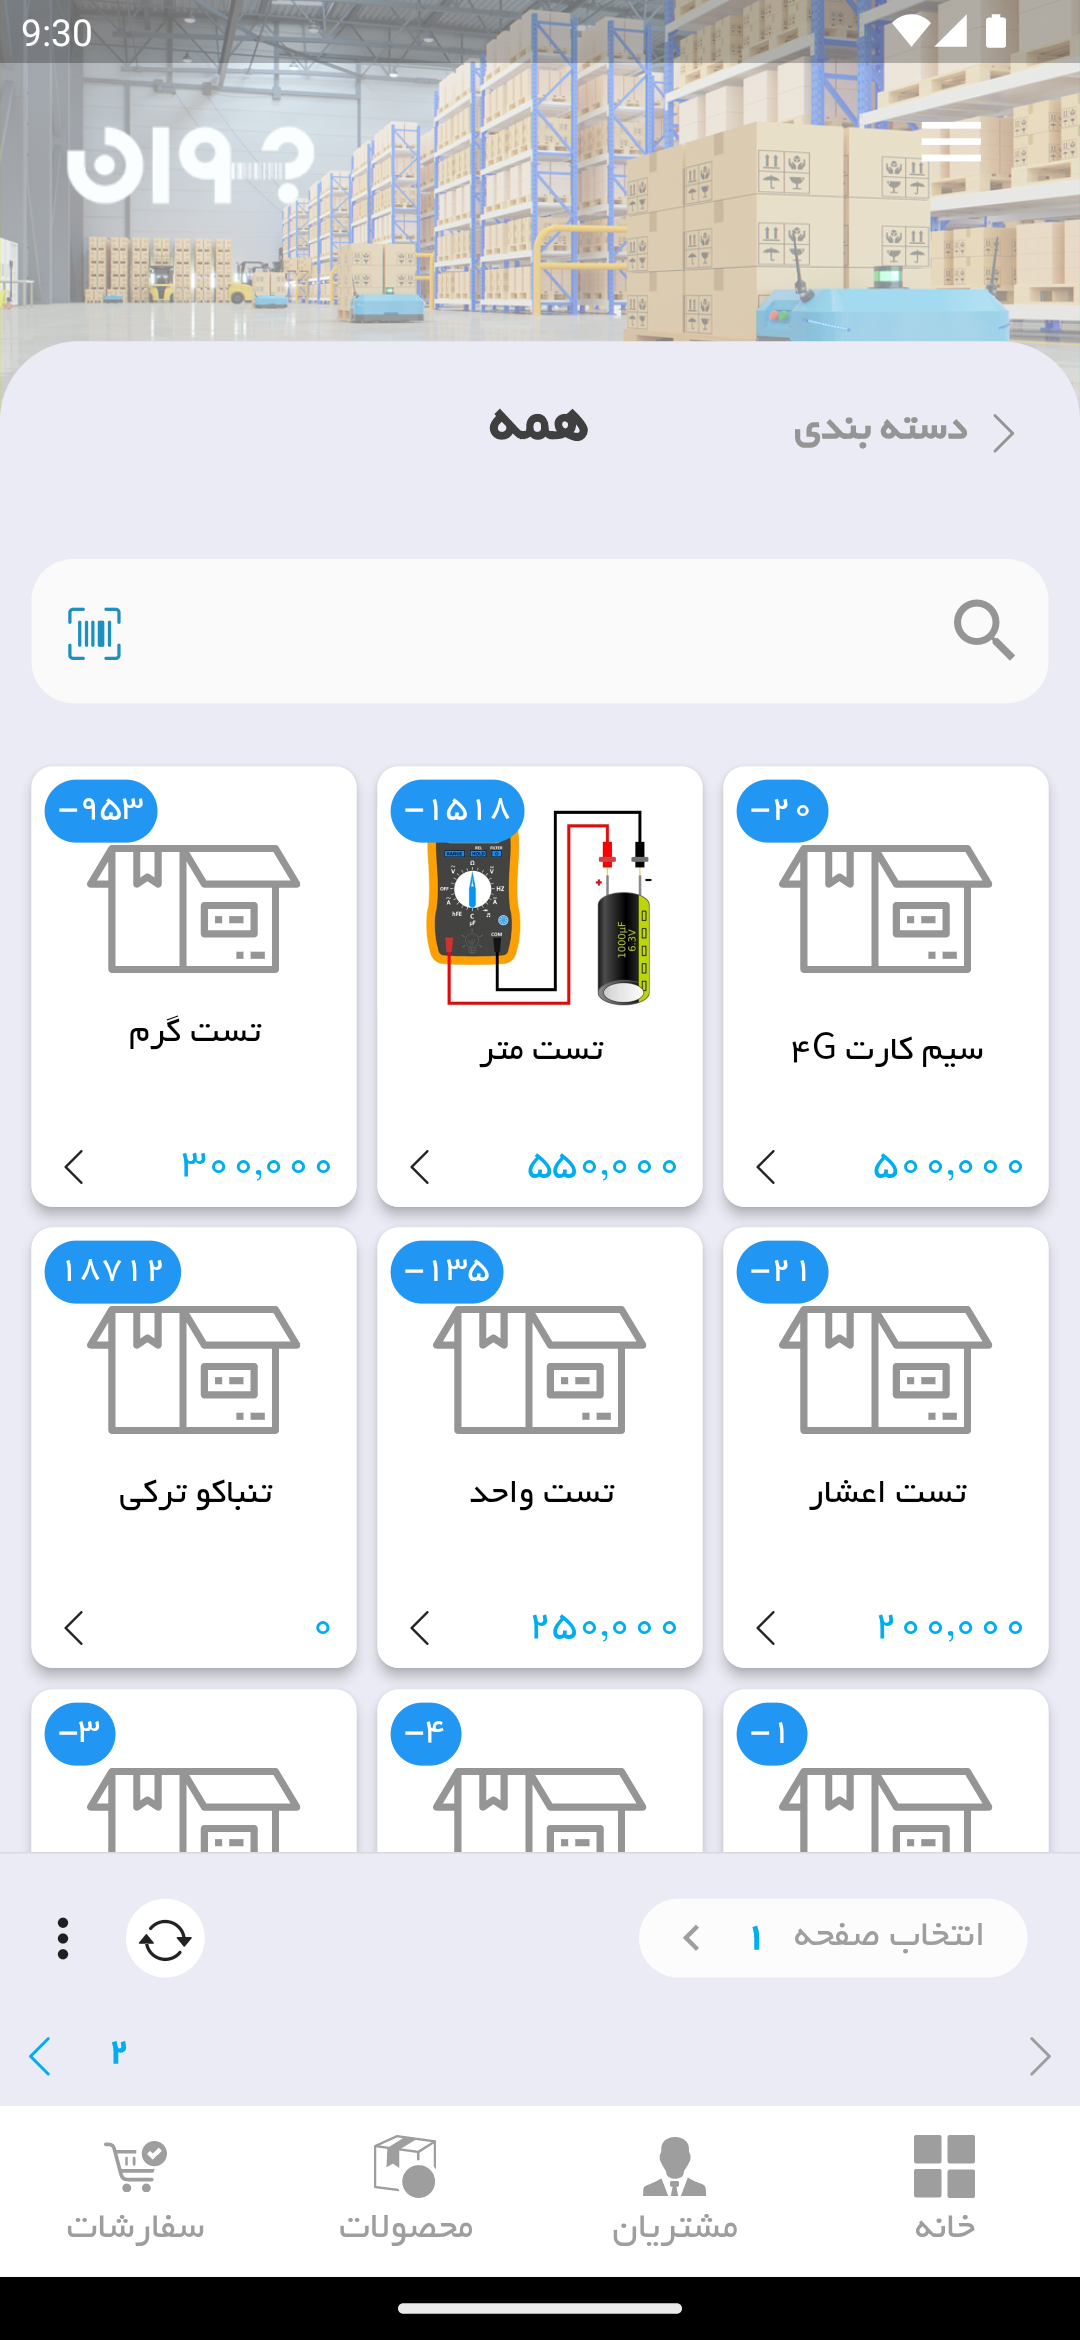 9:30
دسته بندی
همه
−۲۰
سیم کارت ۴G
۵۰۰,۰۰۰
−۱۵۱۸
تست متر
۵۵۰,۰۰۰
−۹۵۳
تست گرم
۳۰۰,۰۰۰
−۲۱
تست اعشار
۲۰۰,۰۰۰
−۱۳۵
تست واحد
۲۵۰,۰۰۰
۱۸۷۱۲
تنباکو ترکی
۰
−۱
−۴
−۳
انتخاب صفحه ۱
۲
خانه
مشتریان
محصولات
سفارشات